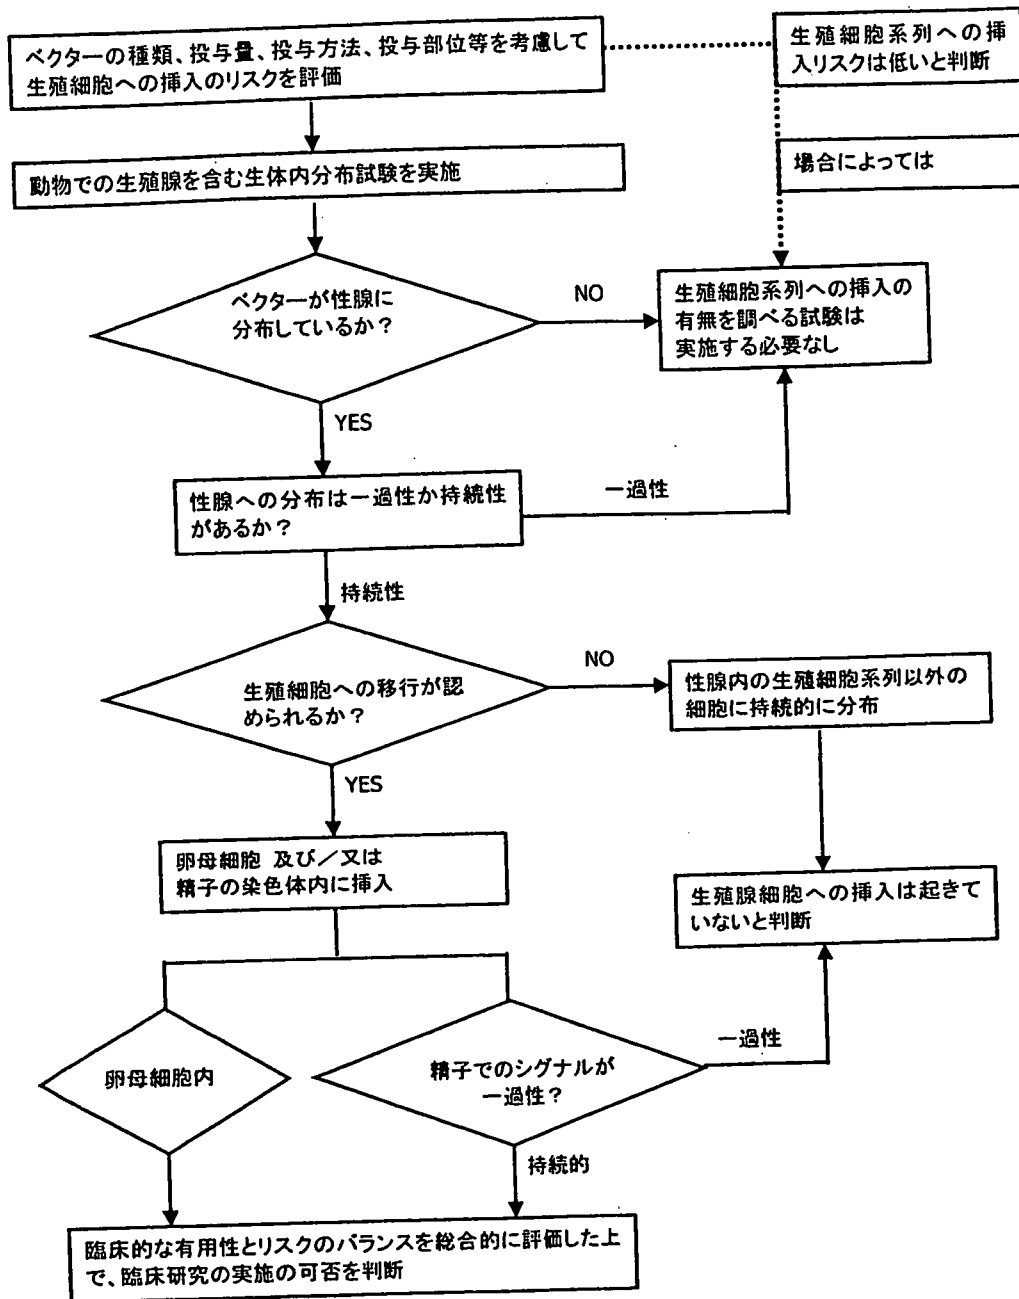 ベクターの種類、投与量、投与方法、投与部位等を考慮して
生殖細胞への挿入のリスクを評価
生殖細胞系列への挿
入リスクは低いと判断
動物での生殖腺を含む生体内分布試験を実施
場合によっては
ベクターが性腺に
分布しているか？
NO
生殖細胞系列への挿入の
有無を調べる試験は
実施する必要なし
YES
性腺への分布は一過性か持続性
があるか？
一過性
持続性
生殖細胞への移行が認
められるか？
NO
性腺内の生殖細胞系列以外の
細胞に持続的に分布
YES
卵母細胞 及び／又は
精子の染色体内に挿入
生殖腺細胞への挿入は起きて
いないと判断
卵母細胞内
精子でのシグナルが
一過性？
一過性
持続的
臨床的な有用性とリスクのバランスを総合的に評価した上
で、臨床研究の実施の可否を判断